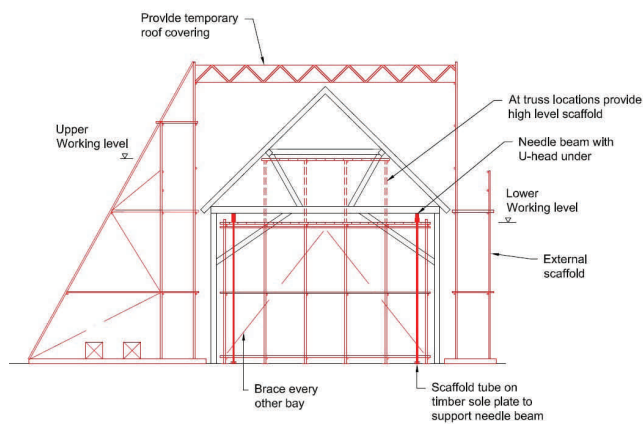 Provide temporary
roof covering
At truss locations provide
high level scaffold
Upper
Working level
Needle beam with
U-head under
Lower
Working level
External
scaffold
Brace every
other bay
Scaffold tube on
timber sole plate to
support needle beam